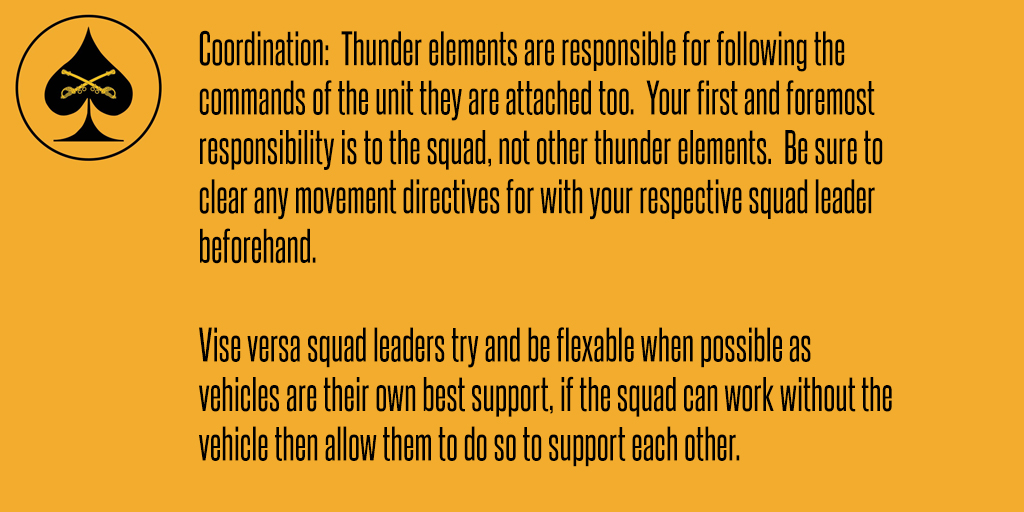 Coordination:  Thunder elements are responsible for following the
commands of the unit they are attached too.  Your first and foremost
responsibility is to the squad, not other thunder elements.  Be sure to
clear any movement directives for with your respective squad leader
beforehand.
Vise versa squad leaders try and be flexable when possible as
vehicles are their own best support, if the squad can work without the
vehicle then allow them to do so to support each other.